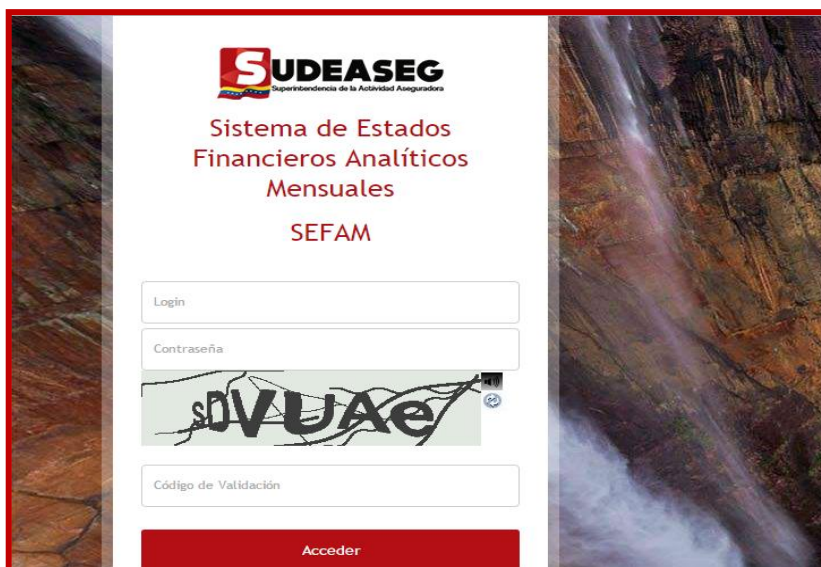 SUDEASEG
Superintendencia de la Actividad Aseguradora
Sistema de Estados
Financieros Analíticos
Mensuales
SEFAM
Login
Contraseña
Código de Validación
Acceder